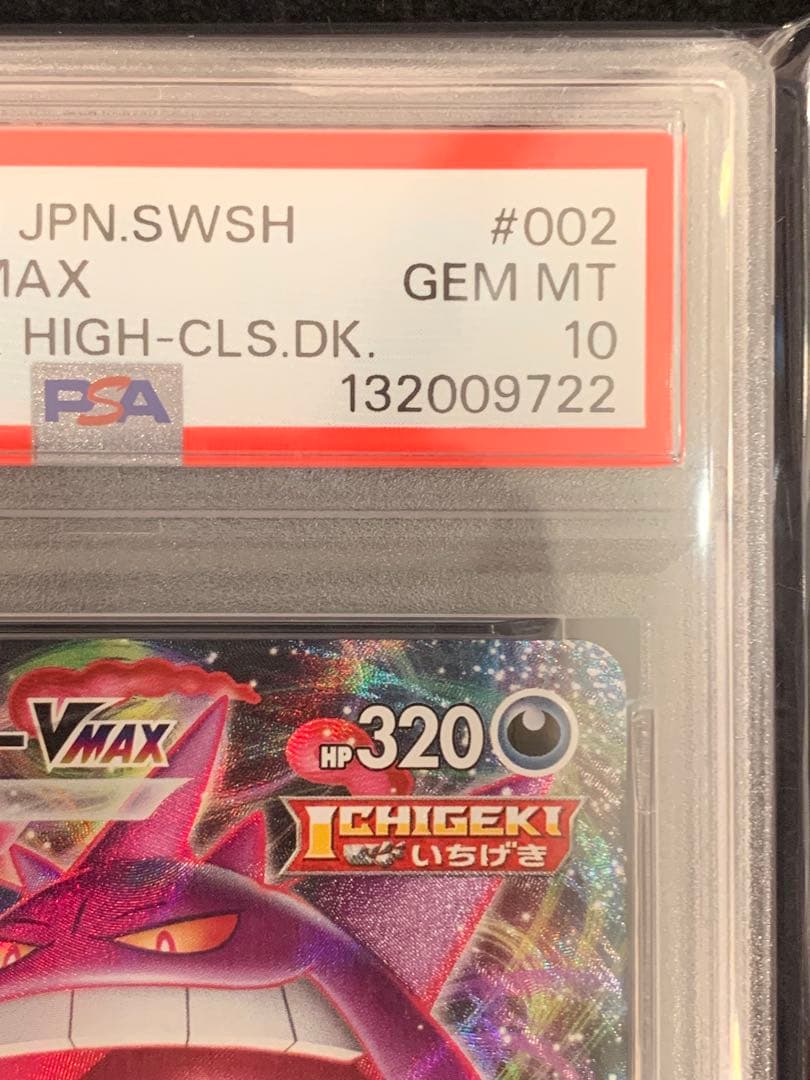 JPN.SWSH #002
MAX GEM MT
HIGH-CLS.DK. 10
PSA 132009722
VMAX HP320
ICHIGEKI
いちげき